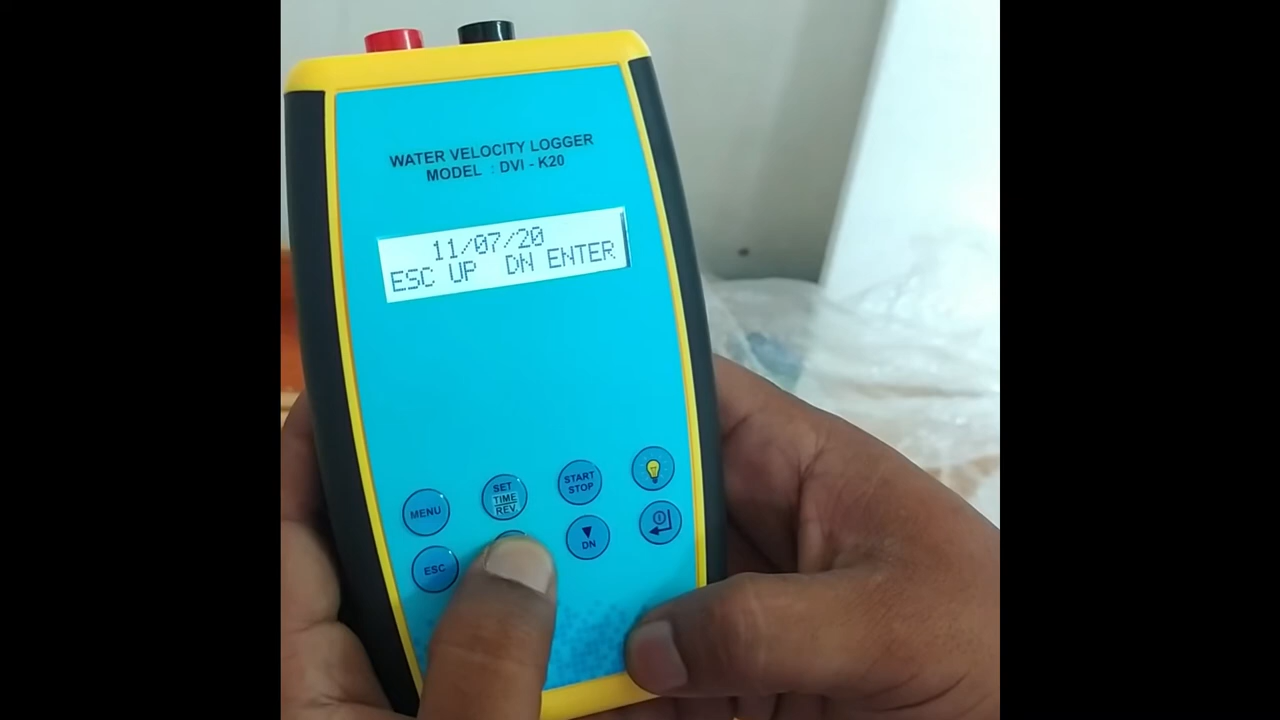 WATER VELOCITY LOGGER
MODEL : DVI - K20
11/07/20
ESC UP DN ENTER
MENU
SET
TIME
REV.
START
STOP
ESC
DN